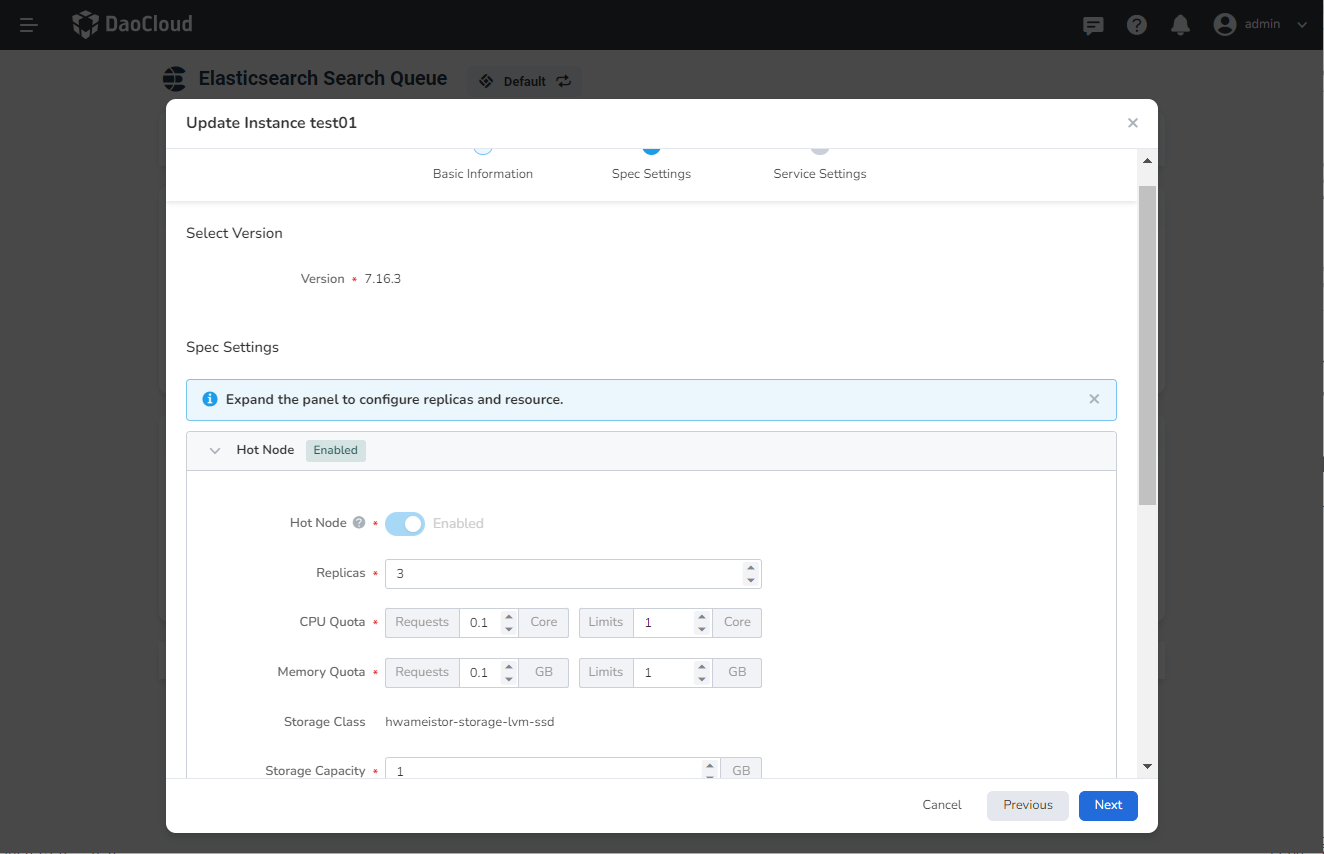 DaoCloud
admin
Elasticsearch Search Queue
Default
Update Instance test01
Basic Information
Spec Settings
Service Settings
Select Version
Version * 7.16.3
Spec Settings
Expand the panel to configure replicas and resource.
Hot Node Enabled
Hot Node * Enabled
Replicas * 3
CPU Quota * Requests 0.1 Core Limits 1 Core
Memory Quota * Requests 0.1 GB Limits 1 GB
Storage Class hwameistor-storage-lvm-ssd
Storage Capacity * 1 GB
Cancel Previous Next